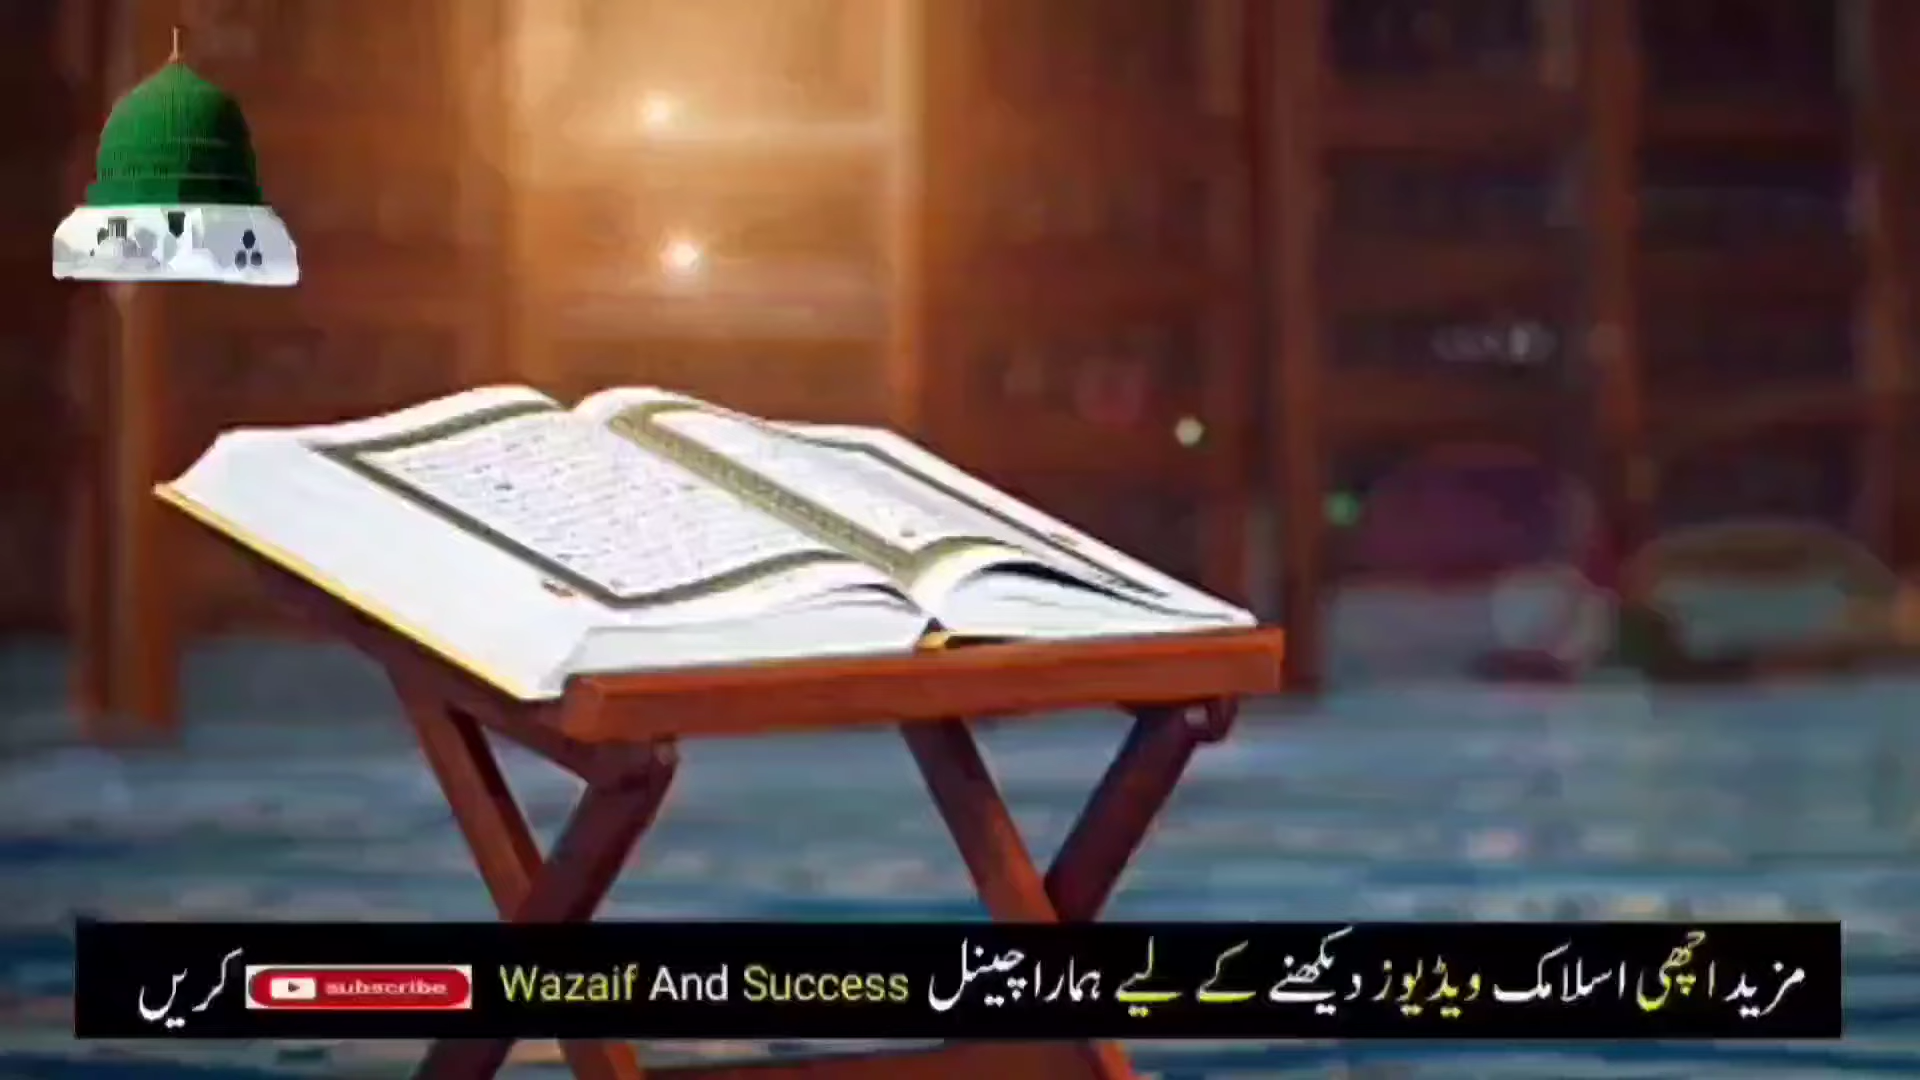 مزید اچھی اسلامک ویڈیوز دیکھنے کے لیے ہمارا چینل Wazaif And Success subscribe کریں